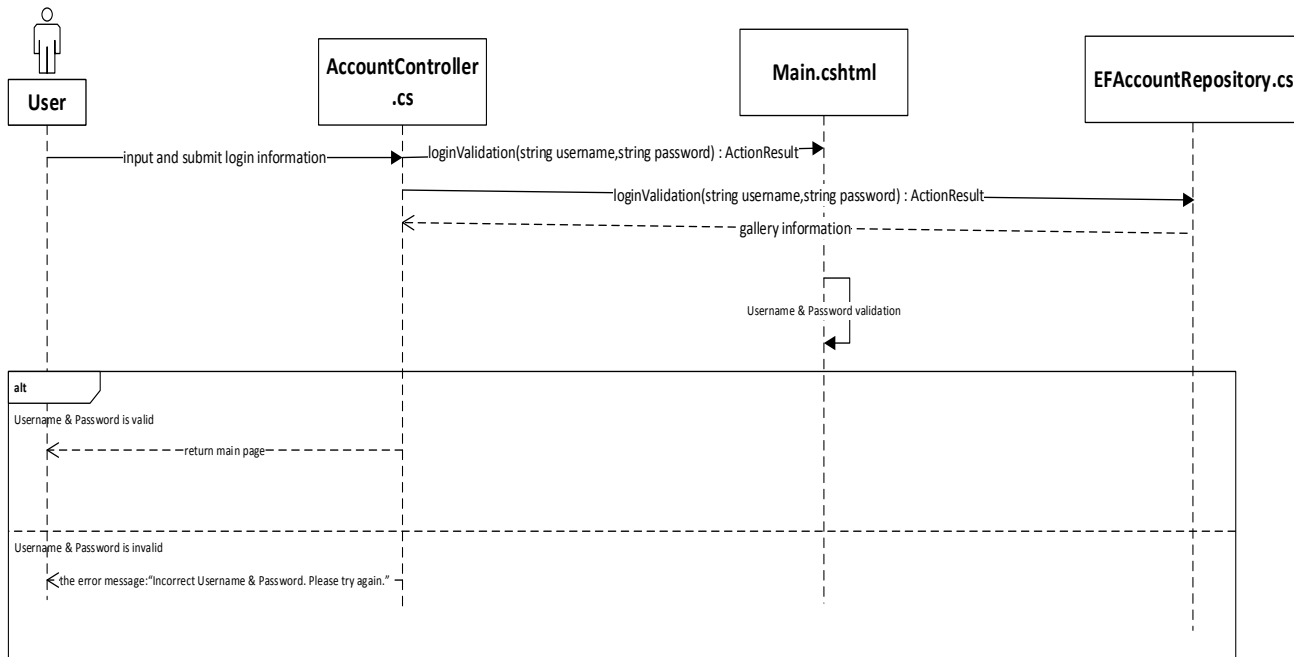 User
AccountController
.cs
Main.cshtml
EFAccountRepository.cs
input and submit login information
loginValidation(string username,string password) : ActionResult
loginValidation(string username,string password) : ActionResult
gallery information
Username & Password validation
alt
Username & Password is valid
return main page
Username & Password is invalid
the error message:“Incorrect Username & Password. Please try again.”